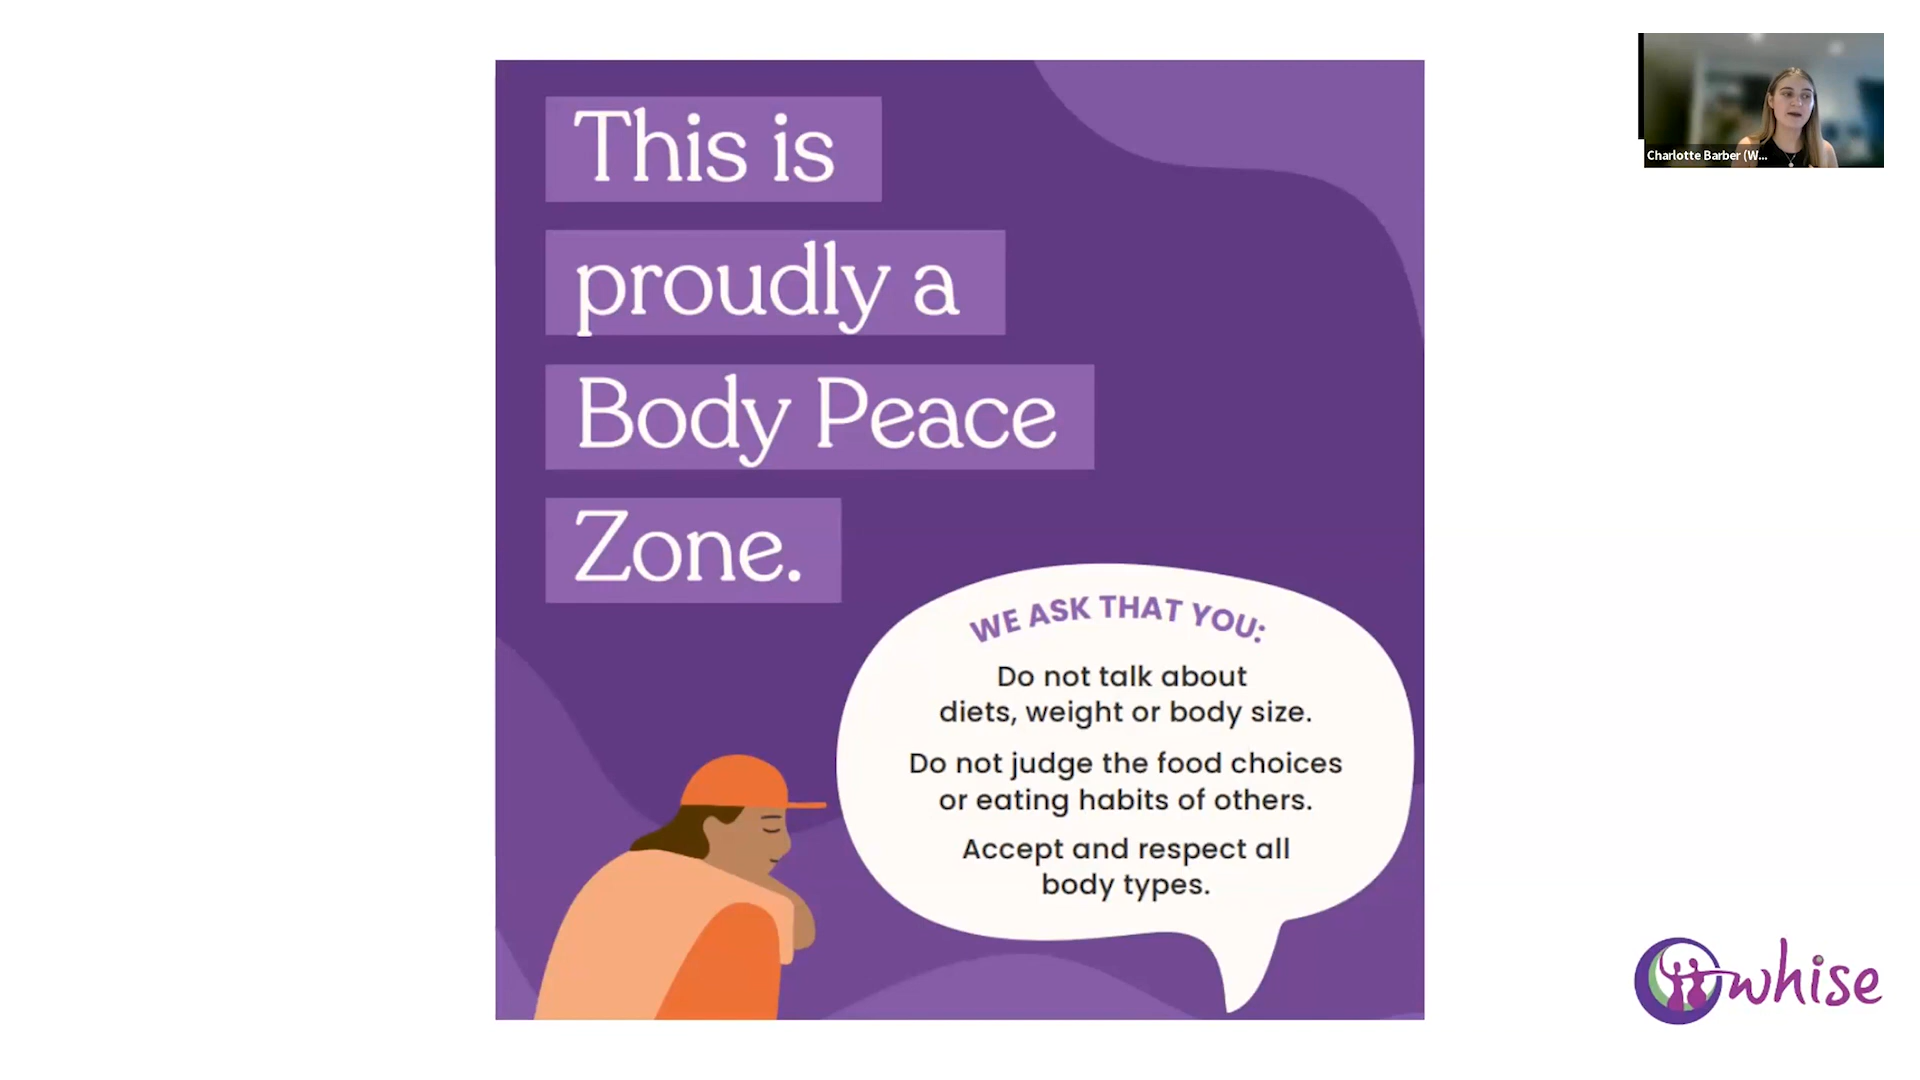 This is
proudly a
Body Peace
Zone.
WE ASK THAT YOU:
Do not talk about
diets, weight or body size.
Do not judge the food choices
or eating habits of others.
Accept and respect all
body types.
Charlotte Barber (W...
whise